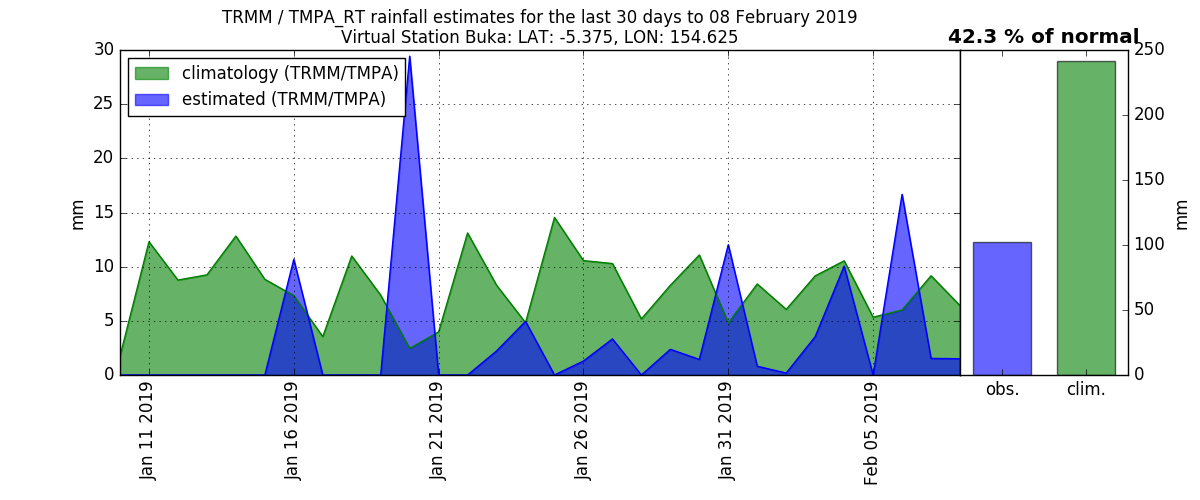 TRMM / TMPA_RT rainfall estimates for the last 30 days to 08 February 2019
Virtual Station Buka: LAT: -5.375, LON: 154.625
42.3 % of normal
climatology (TRMM/TMPA)
estimated (TRMM/TMPA)
30
25
20
15
10
5
0
mm
Jan 11 2019
Jan 16 2019
Jan 21 2019
Jan 26 2019
Jan 31 2019
Feb 05 2019
obs.
clim.
250
200
150
100
50
0
mm